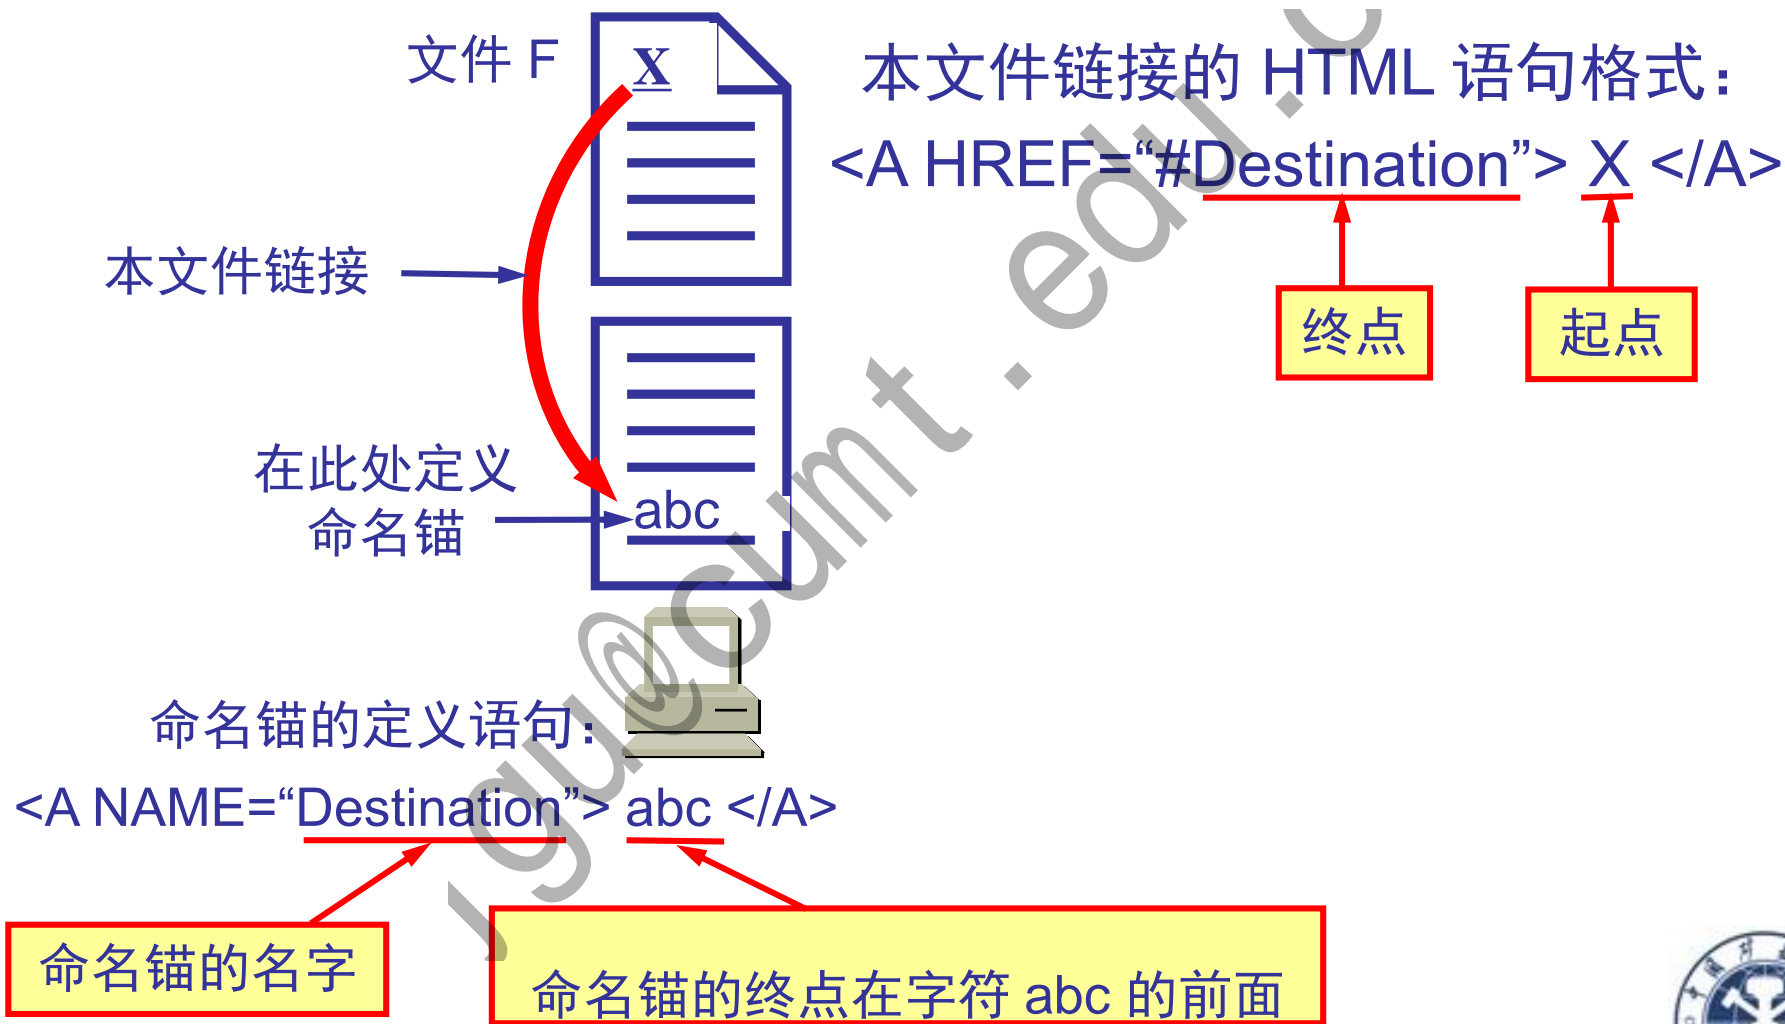 文件 F
X
本文件链接的 HTML 语句格式：
<A HREF=“#Destination”> X </A>
本文件链接
终点
起点
在此处定义
命名锚
abc
命名锚的定义语句：
<A NAME=“Destination”> abc </A>
命名锚的名字
命名锚的终点在字符 abc 的前面
gu@cumt.edu.c